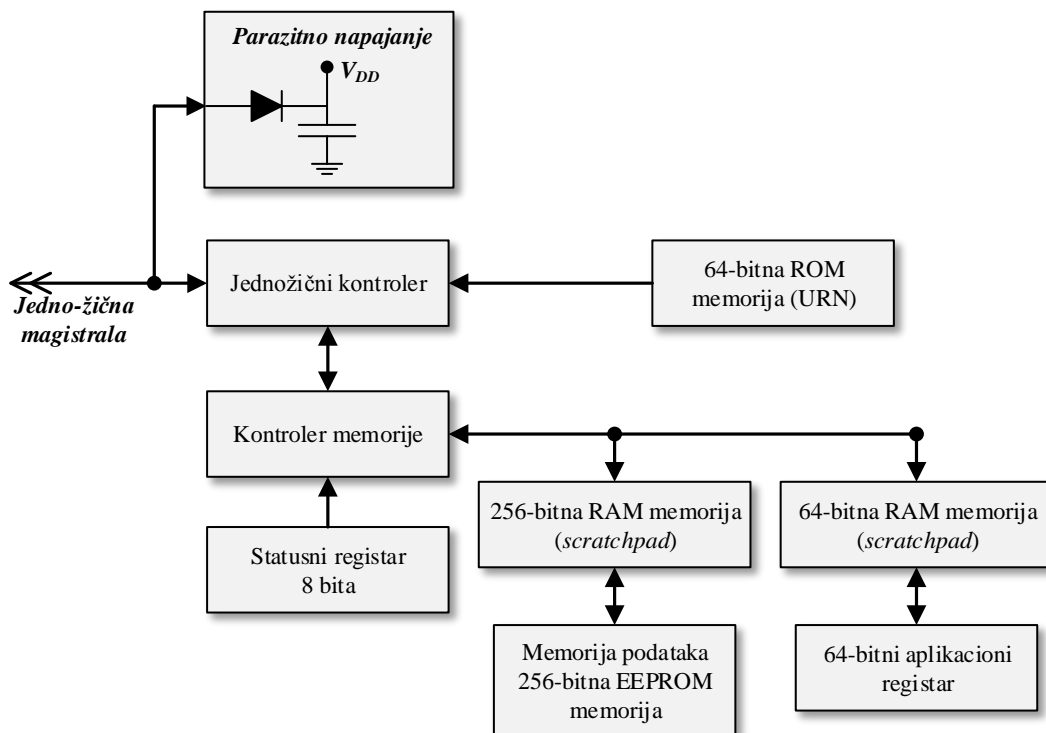 Parazitno napajanje
VDD
Jednožični kontroler
64-bitna ROM
memorija (URN)
Jedno-žična
magistrala
Kontroler memorije
256-bitna RAM memorija
(scratchpad)
64-bitna RAM memorija
(scratchpad)
Statusni registar
8 bita
Memorija podataka
256-bitna EEPROM
memorija
64-bitni aplikacioni
registar